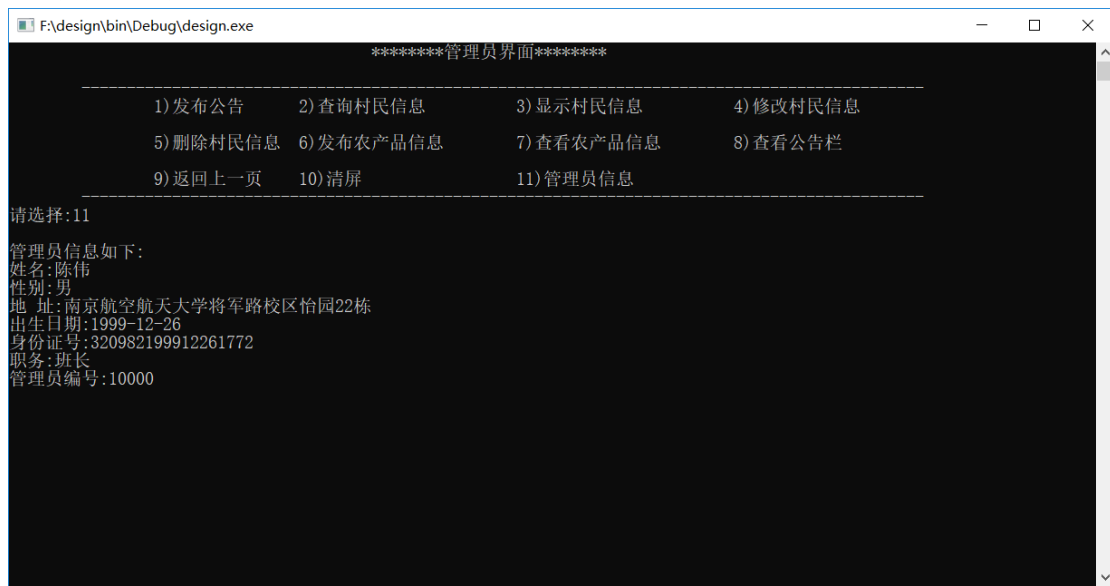 F:\design\bin\Debug\design.exe
********管理员界面********
1)发布公告 2)查询村民信息 3)显示村民信息 4)修改村民信息
5)删除村民信息 6)发布农产品信息 7)查看农产品信息 8)查看公告栏
9)返回上一页 10)清屏 11)管理员信息
请选择:11
管理员信息如下:
姓名:陈伟
性别:男
地 址:南京航空航天大学将军路校区怡园22栋
出生日期:1999-12-26
身份证号:320982199912261772
职务:班长
管理员编号:10000